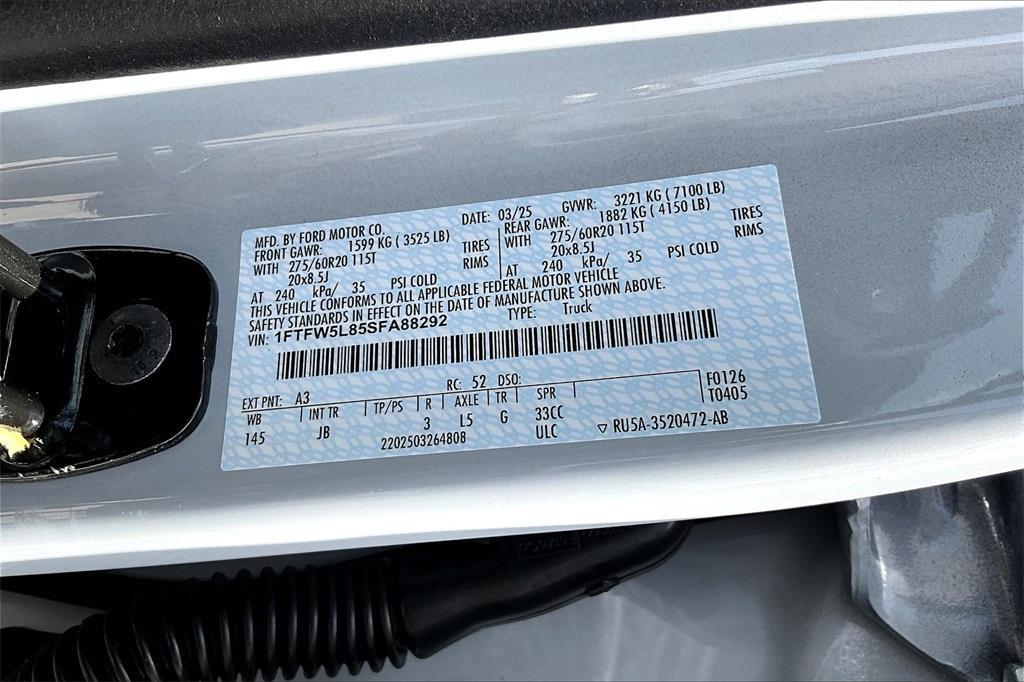 MFD. BY FORD MOTOR CO. DATE: 03/25 GVWR: 3221 KG ( 7100 LB)
FRONT GAWR: 1599 KG ( 3525 LB) REAR GAWR: 1882 KG ( 4150 LB)
WITH 275/60R20 115T TIRES WITH 275/60R20 115T TIRES
20x8.5J RIMS 20x8.5J RIMS
AT 240 kPa/ 35 PSI COLD AT 240 kPa/ 35 PSI COLD
THIS VEHICLE CONFORMS TO ALL APPLICABLE FEDERAL MOTOR VEHICLE
SAFETY STANDARDS IN EFFECT ON THE DATE OF MANUFACTURE SHOWN ABOVE.
VIN: 1FTFW5L85SFA88292 TYPE: Truck
EXT PNT: A3 RC: 52 DSO: F0126
WB INT TR TP/PS R AXLE TR SPR T0405
145 JB 3 L5 G 33CC
2202503264808 ULC ▽ RU5A-3520472-AB